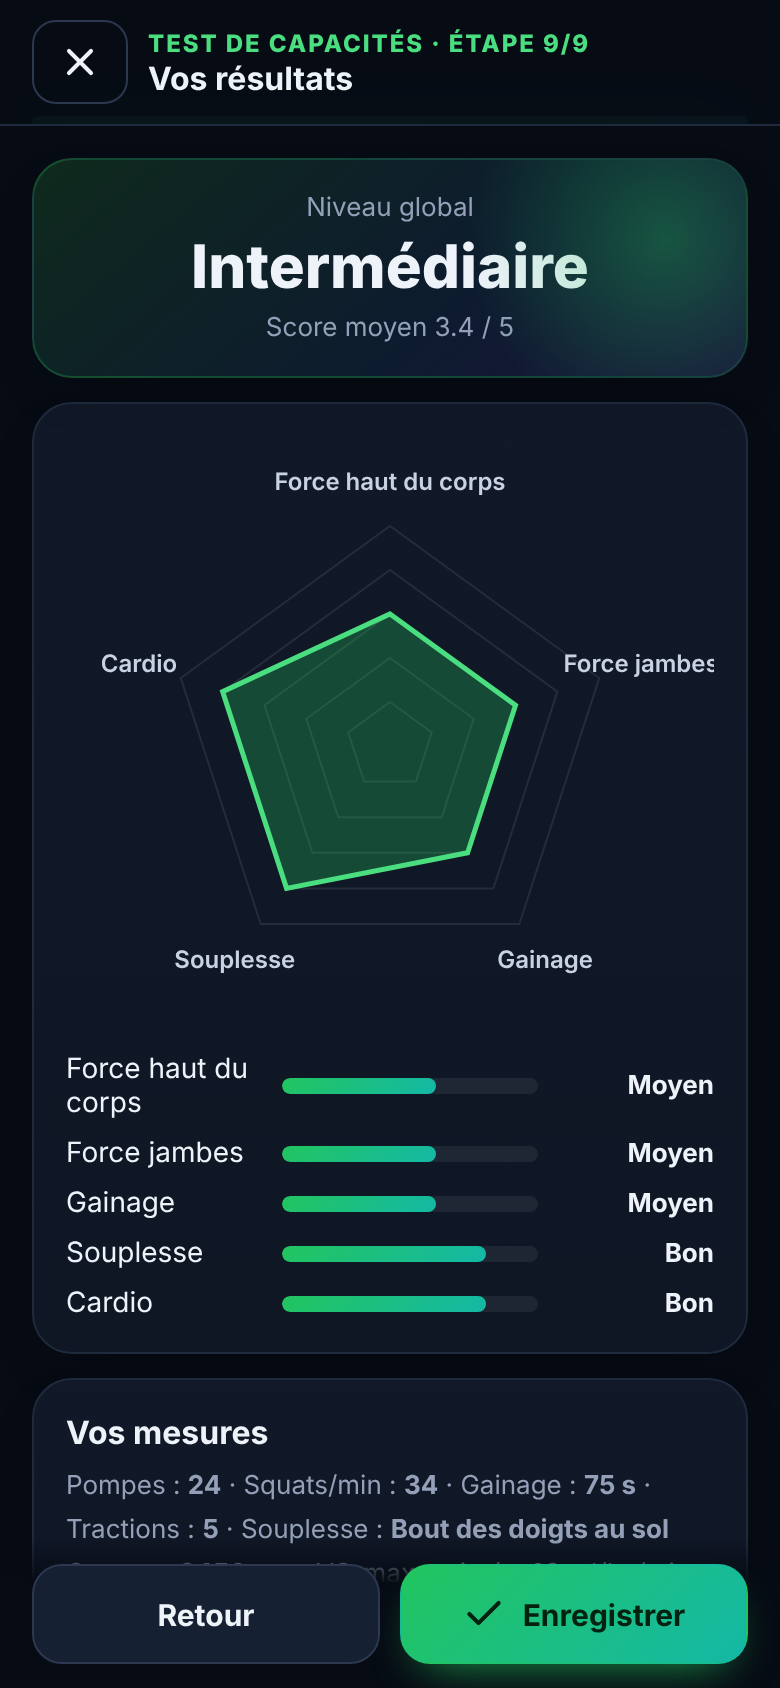 TEST DE CAPACITÉS · ÉTAPE 9/9
Vos résultats
Niveau global
Intermédiaire
Score moyen 3.4 / 5
Force haut du corps
Cardio
Force jambes
Souplesse
Gainage
Force haut du
corps
Moyen
Force jambes
Moyen
Gainage
Moyen
Souplesse
Bon
Cardio
Bon
Vos mesures
Pompes : 24 · Squats/min : 34 · Gainage : 75 s ·
Tractions : 5 · Souplesse : Bout des doigts au sol
Retour
Enregistrer